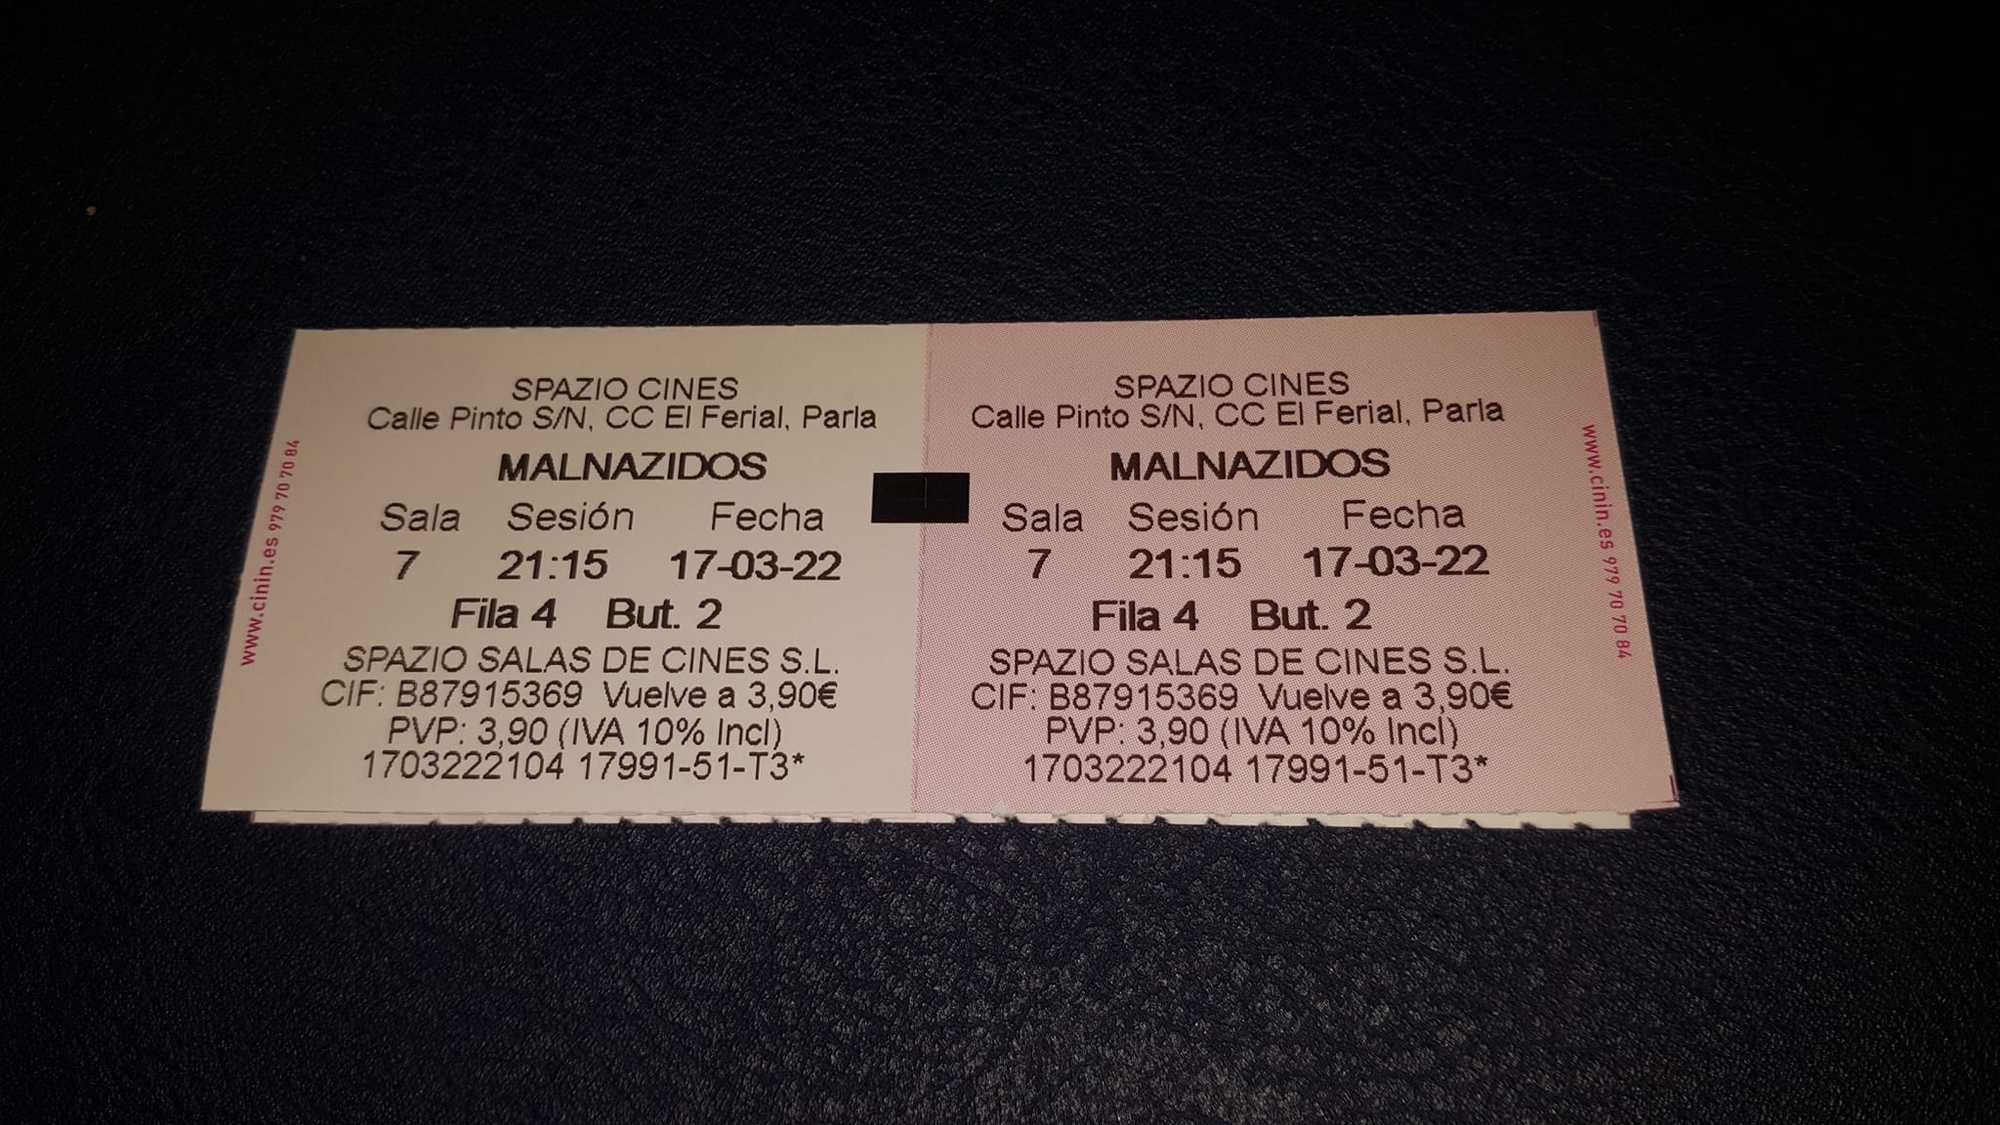 SPAZIO CINES
Calle Pinto S/N, CC El Ferial, Parla
MALNAZIDOS
Sala Sesión Fecha
7 21:15 17-03-22
Fila 4 But. 2
SPAZIO SALAS DE CINES S.L.
CIF: B87915369 Vuelve a 3,90€
PVP: 3,90 (IVA 10% Incl)
1703222104 17991-51-T3*
www.cinin.es 979 70 70 84
SPAZIO CINES
Calle Pinto S/N, CC El Ferial, Parla
MALNAZIDOS
Sala Sesión Fecha
7 21:15 17-03-22
Fila 4 But. 2
SPAZIO SALAS DE CINES S.L.
CIF: B87915369 Vuelve a 3,90€
PVP: 3,90 (IVA 10% Incl)
1703222104 17991-51-T3*
www.cinin.es 979 70 70 84